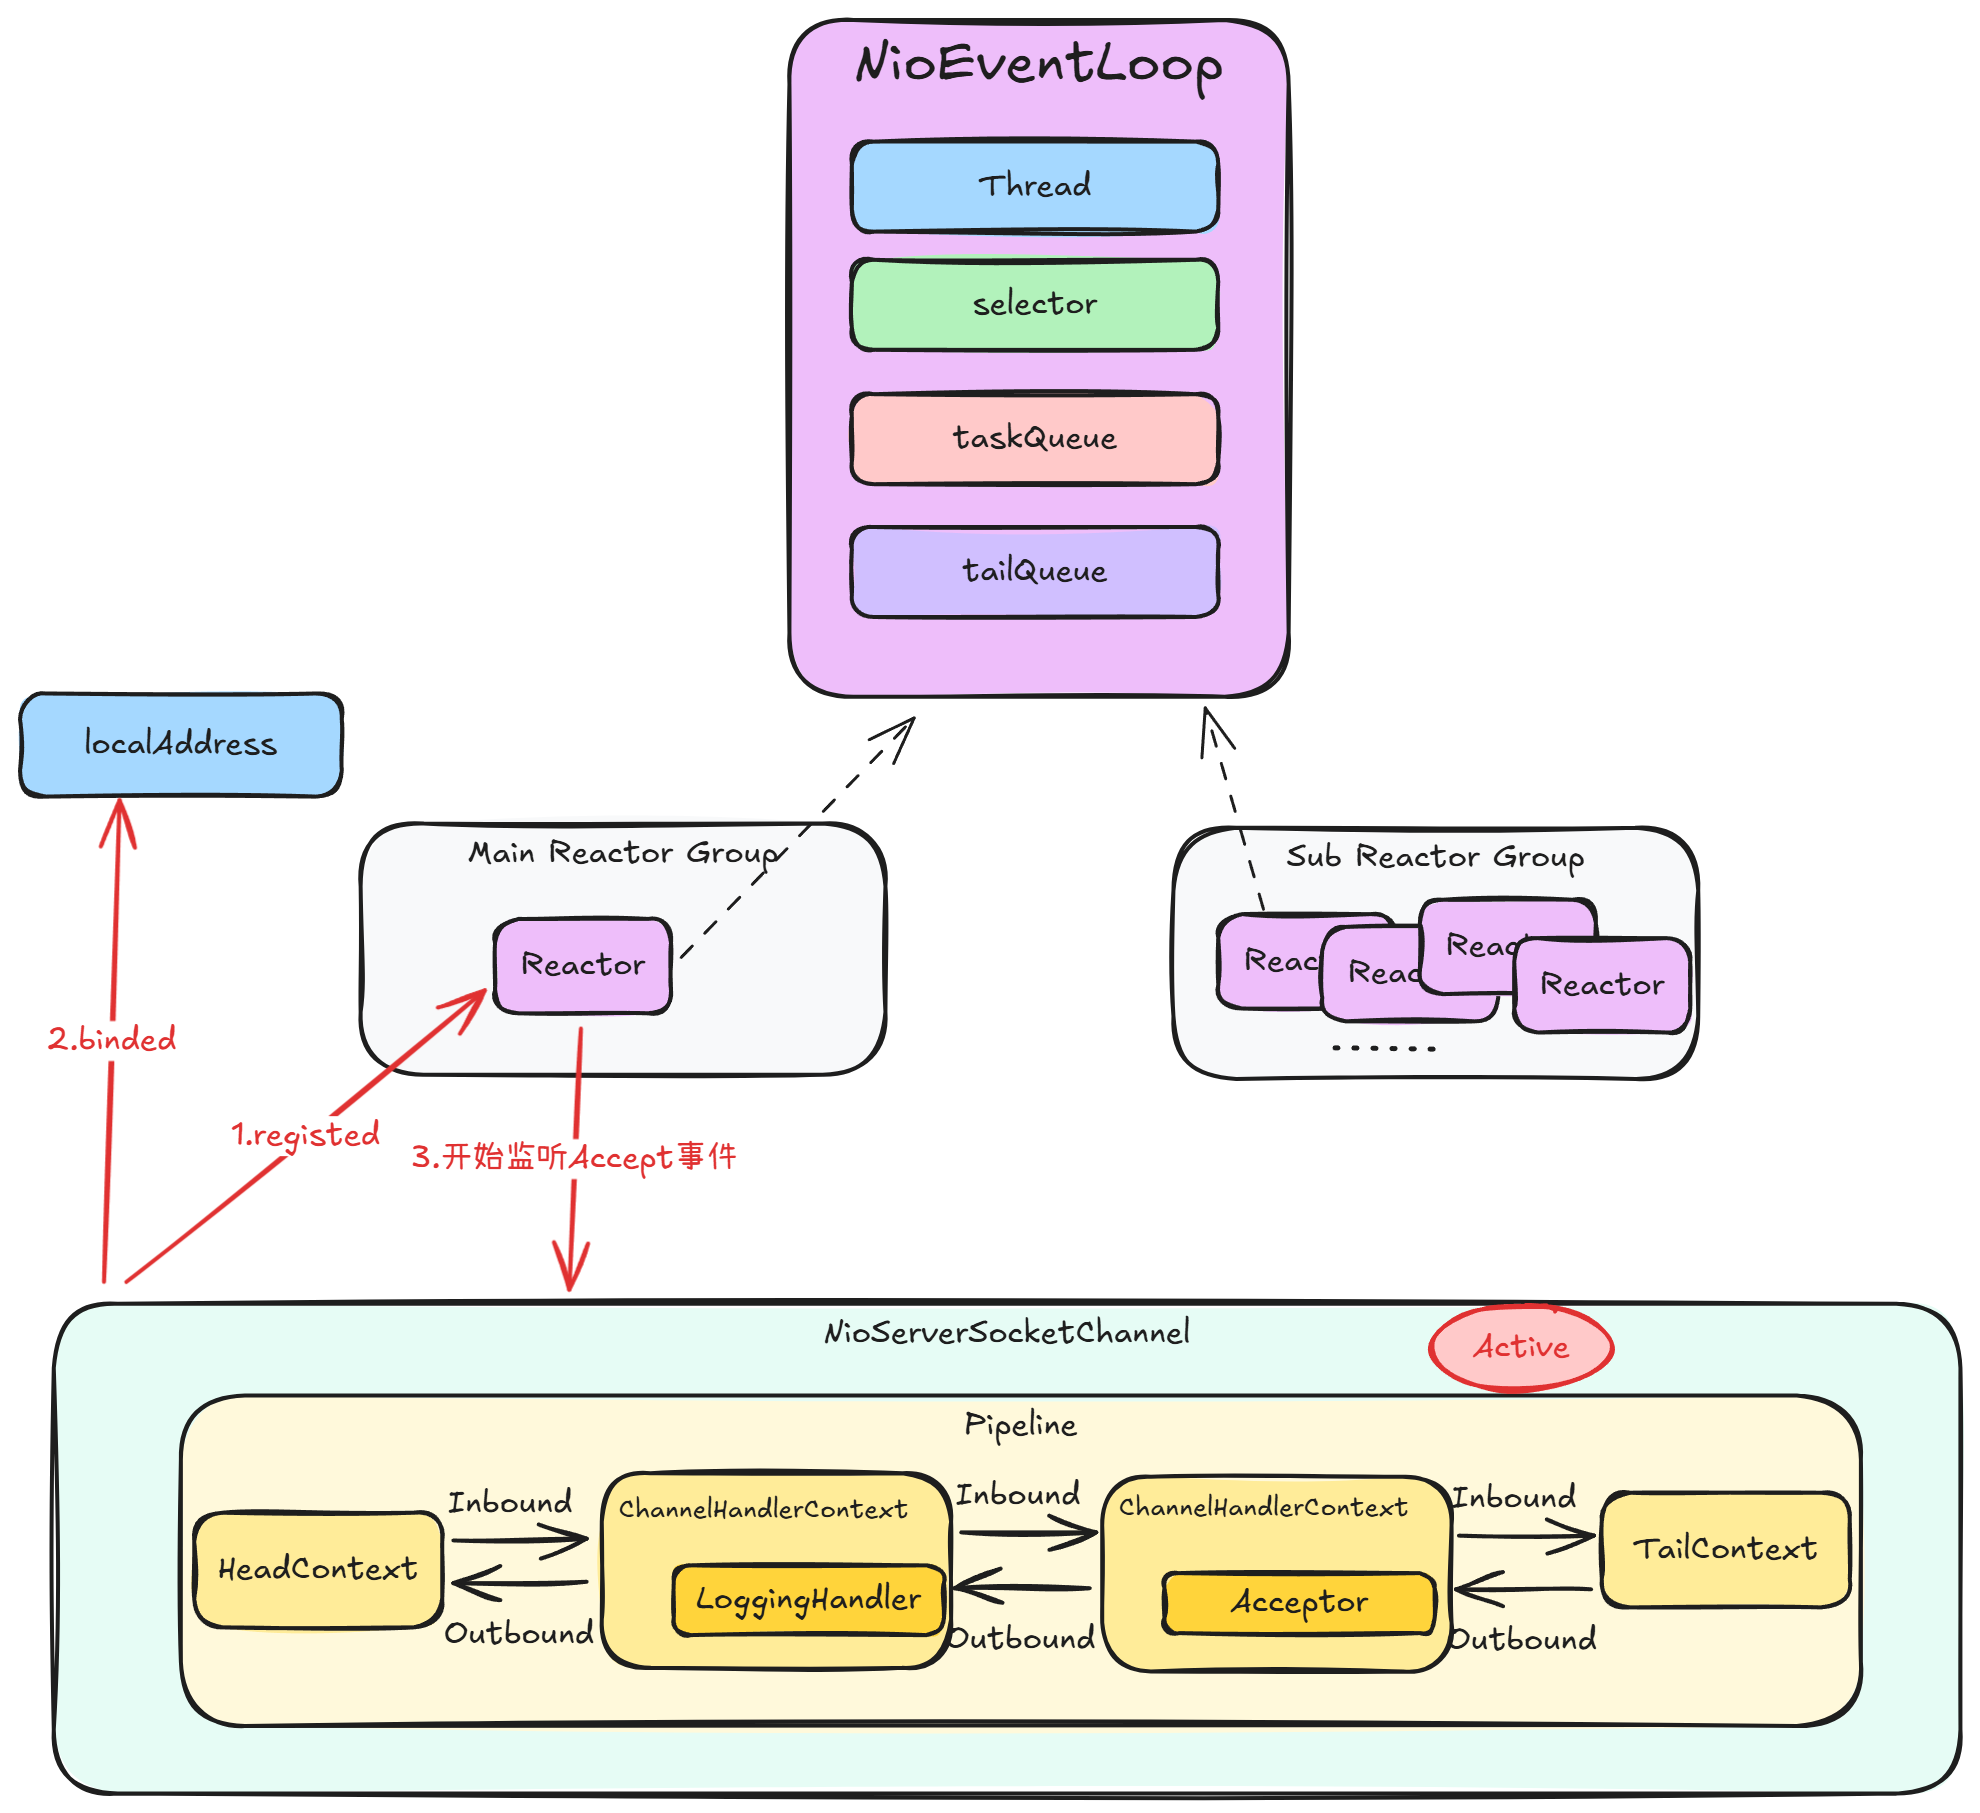 NioEventLoop
Thread
selector
taskQueue
tailQueue
localAddress
Main Reactor Group
Reactor
Sub Reactor Group
Reac
Reac
Reac
Reactor
......
2.binded
1.registed
3.开始监听Accept事件
NioServerSocketChannel
Active
Pipeline
HeadContext
Inbound
Outbound
ChannelHandlerContext
LoggingHandler
Inbound
Outbound
ChannelHandlerContext
Acceptor
Inbound
Outbound
TailContext